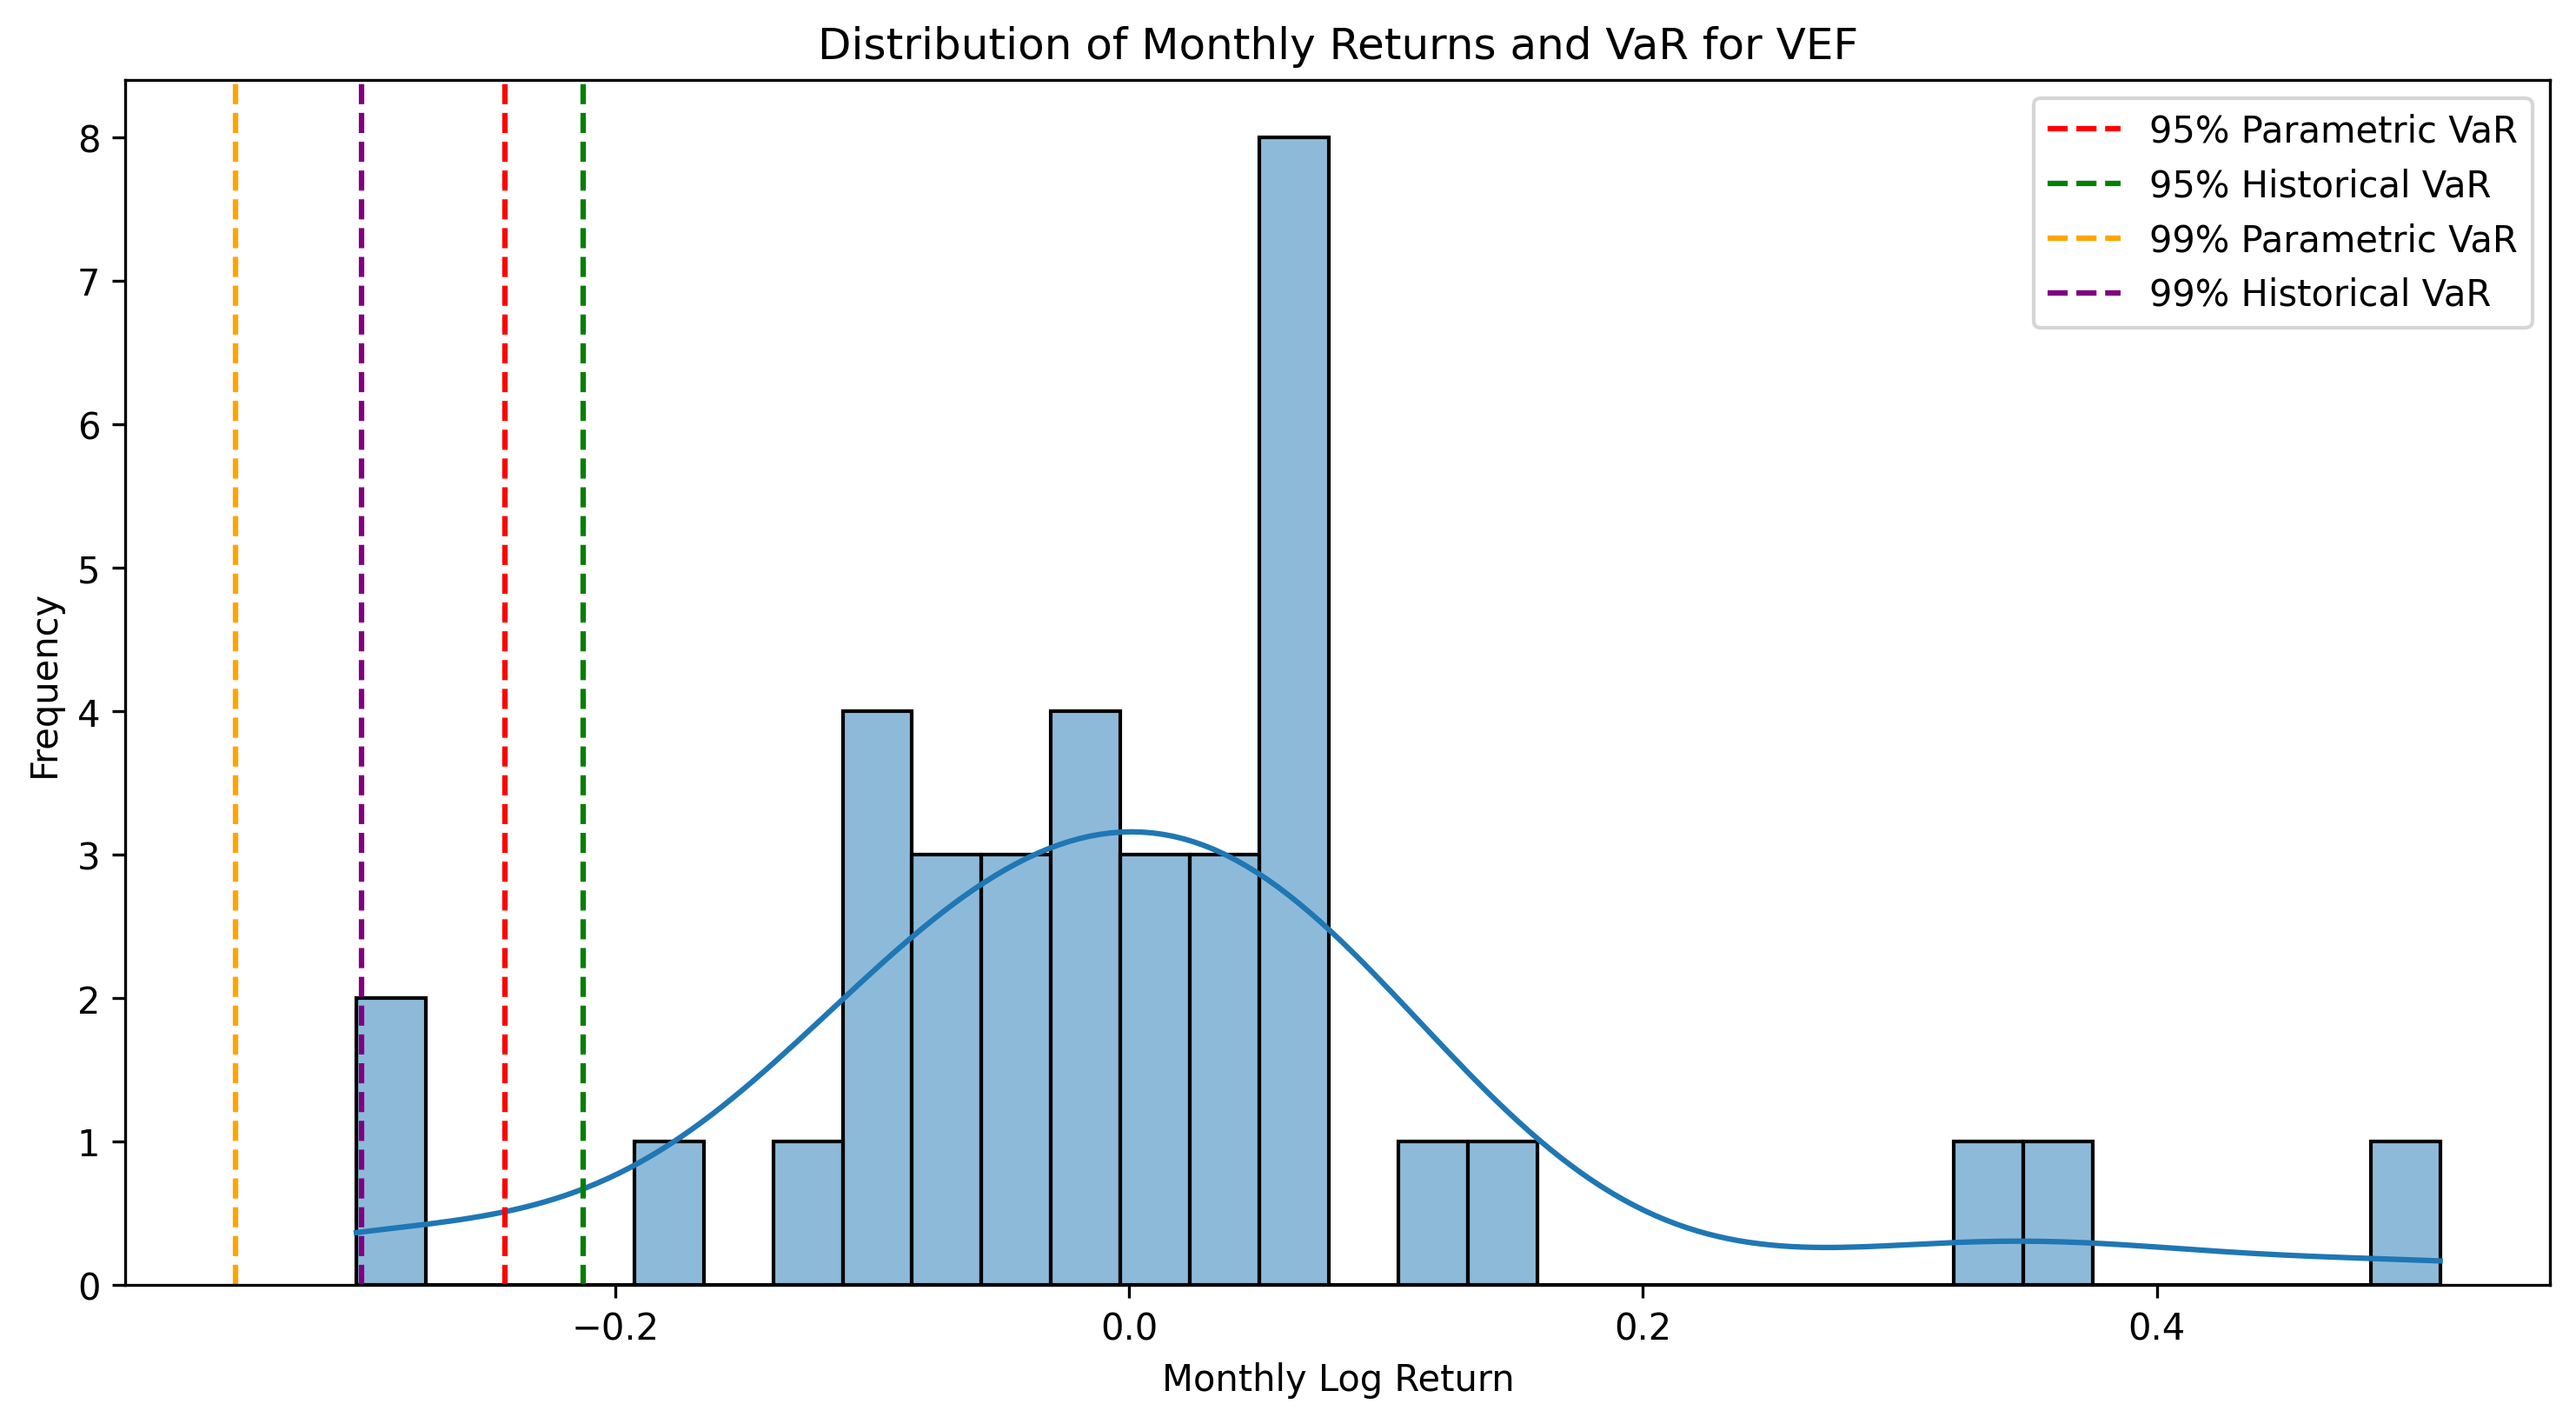 Distribution of Monthly Returns and VaR for VEF
95% Parametric VaR
95% Historical VaR
99% Parametric VaR
99% Historical VaR
8
7
6
5
4
3
2
1
0
Frequency
−0.2
0.0
0.2
0.4
Monthly Log Return